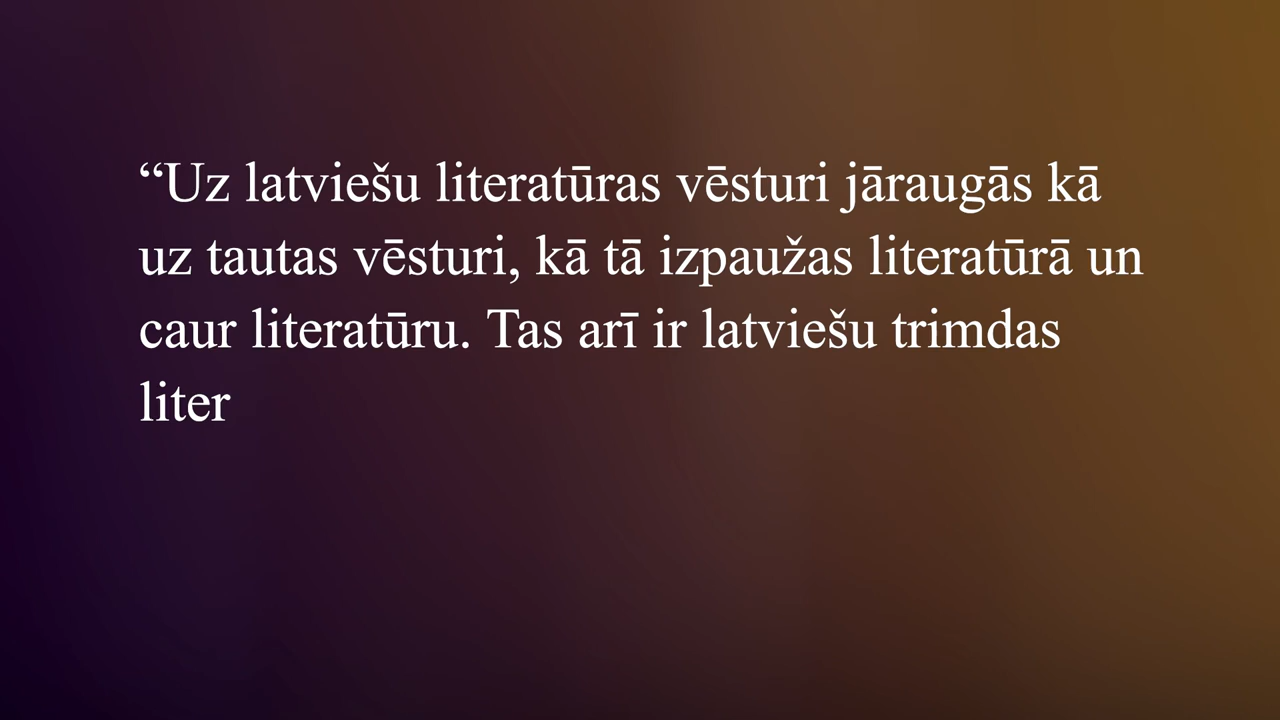 “Uz latviešu literatūras vēsturi jāraugās kā
uz tautas vēsturi, kā tā izpaužas literatūrā un
caur literatūru. Tas arī ir latviešu trimdas
liter